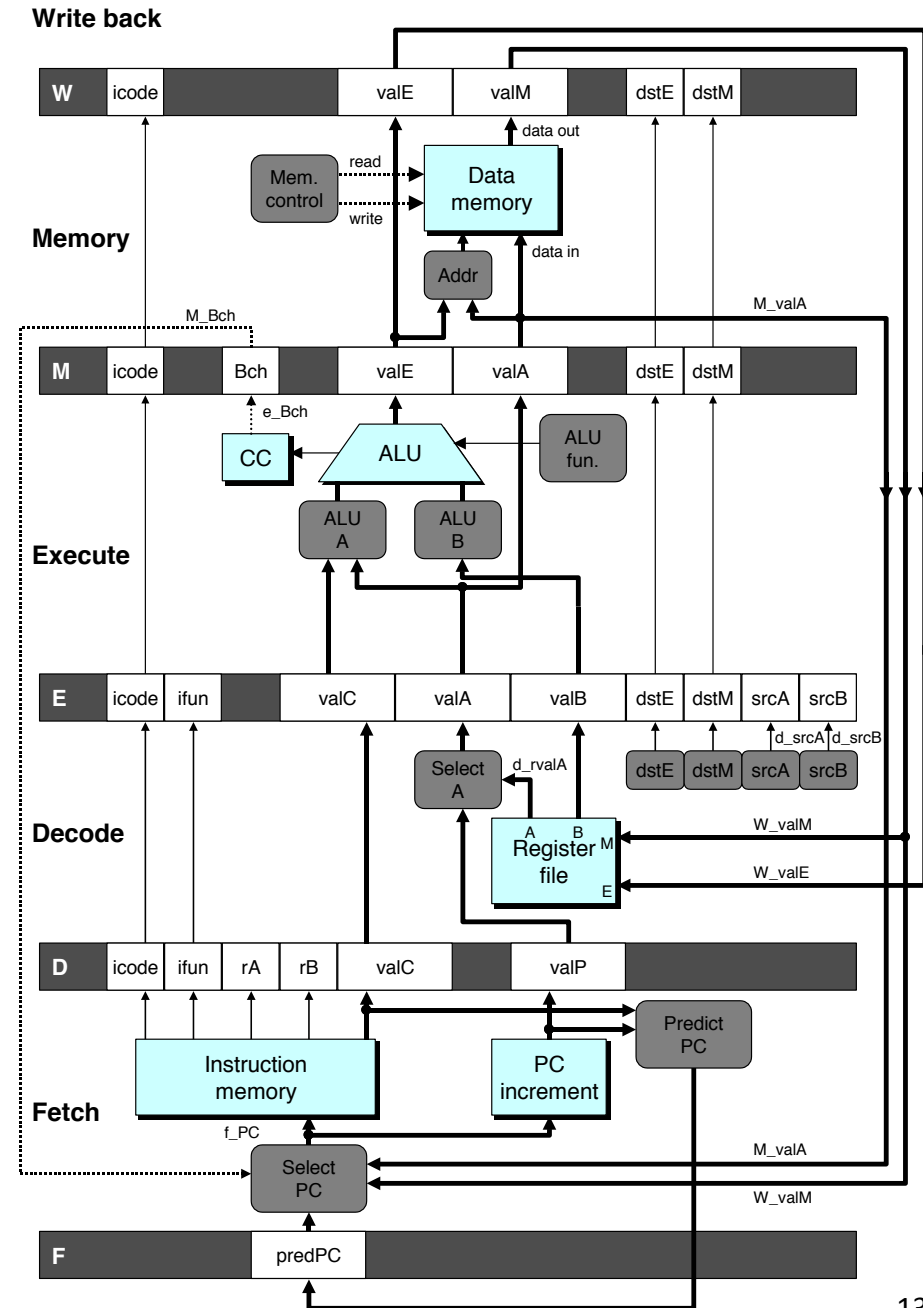 Write back
W icode valE valM dstE dstM
data out
read
Mem.
control
Data
memory
write
Memory
data in
Addr
M_valA
M_Bch
M icode Bch valE valA dstE dstM
e_Bch
CC
ALU
ALU
fun.
ALU
A
ALU
B
Execute
E icode ifun valC valA valB dstE dstM srcA srcB
d_srcA d_srcB
Select
A
d_rvalA
dstE dstM srcA srcB
Decode
A B
Register
file
M
E
W_valM
W_valE
D icode ifun rA rB valC valP
Predict
PC
Instruction
memory
PC
increment
Fetch
f_PC
Select
PC
M_valA
W_valM
F predPC
13